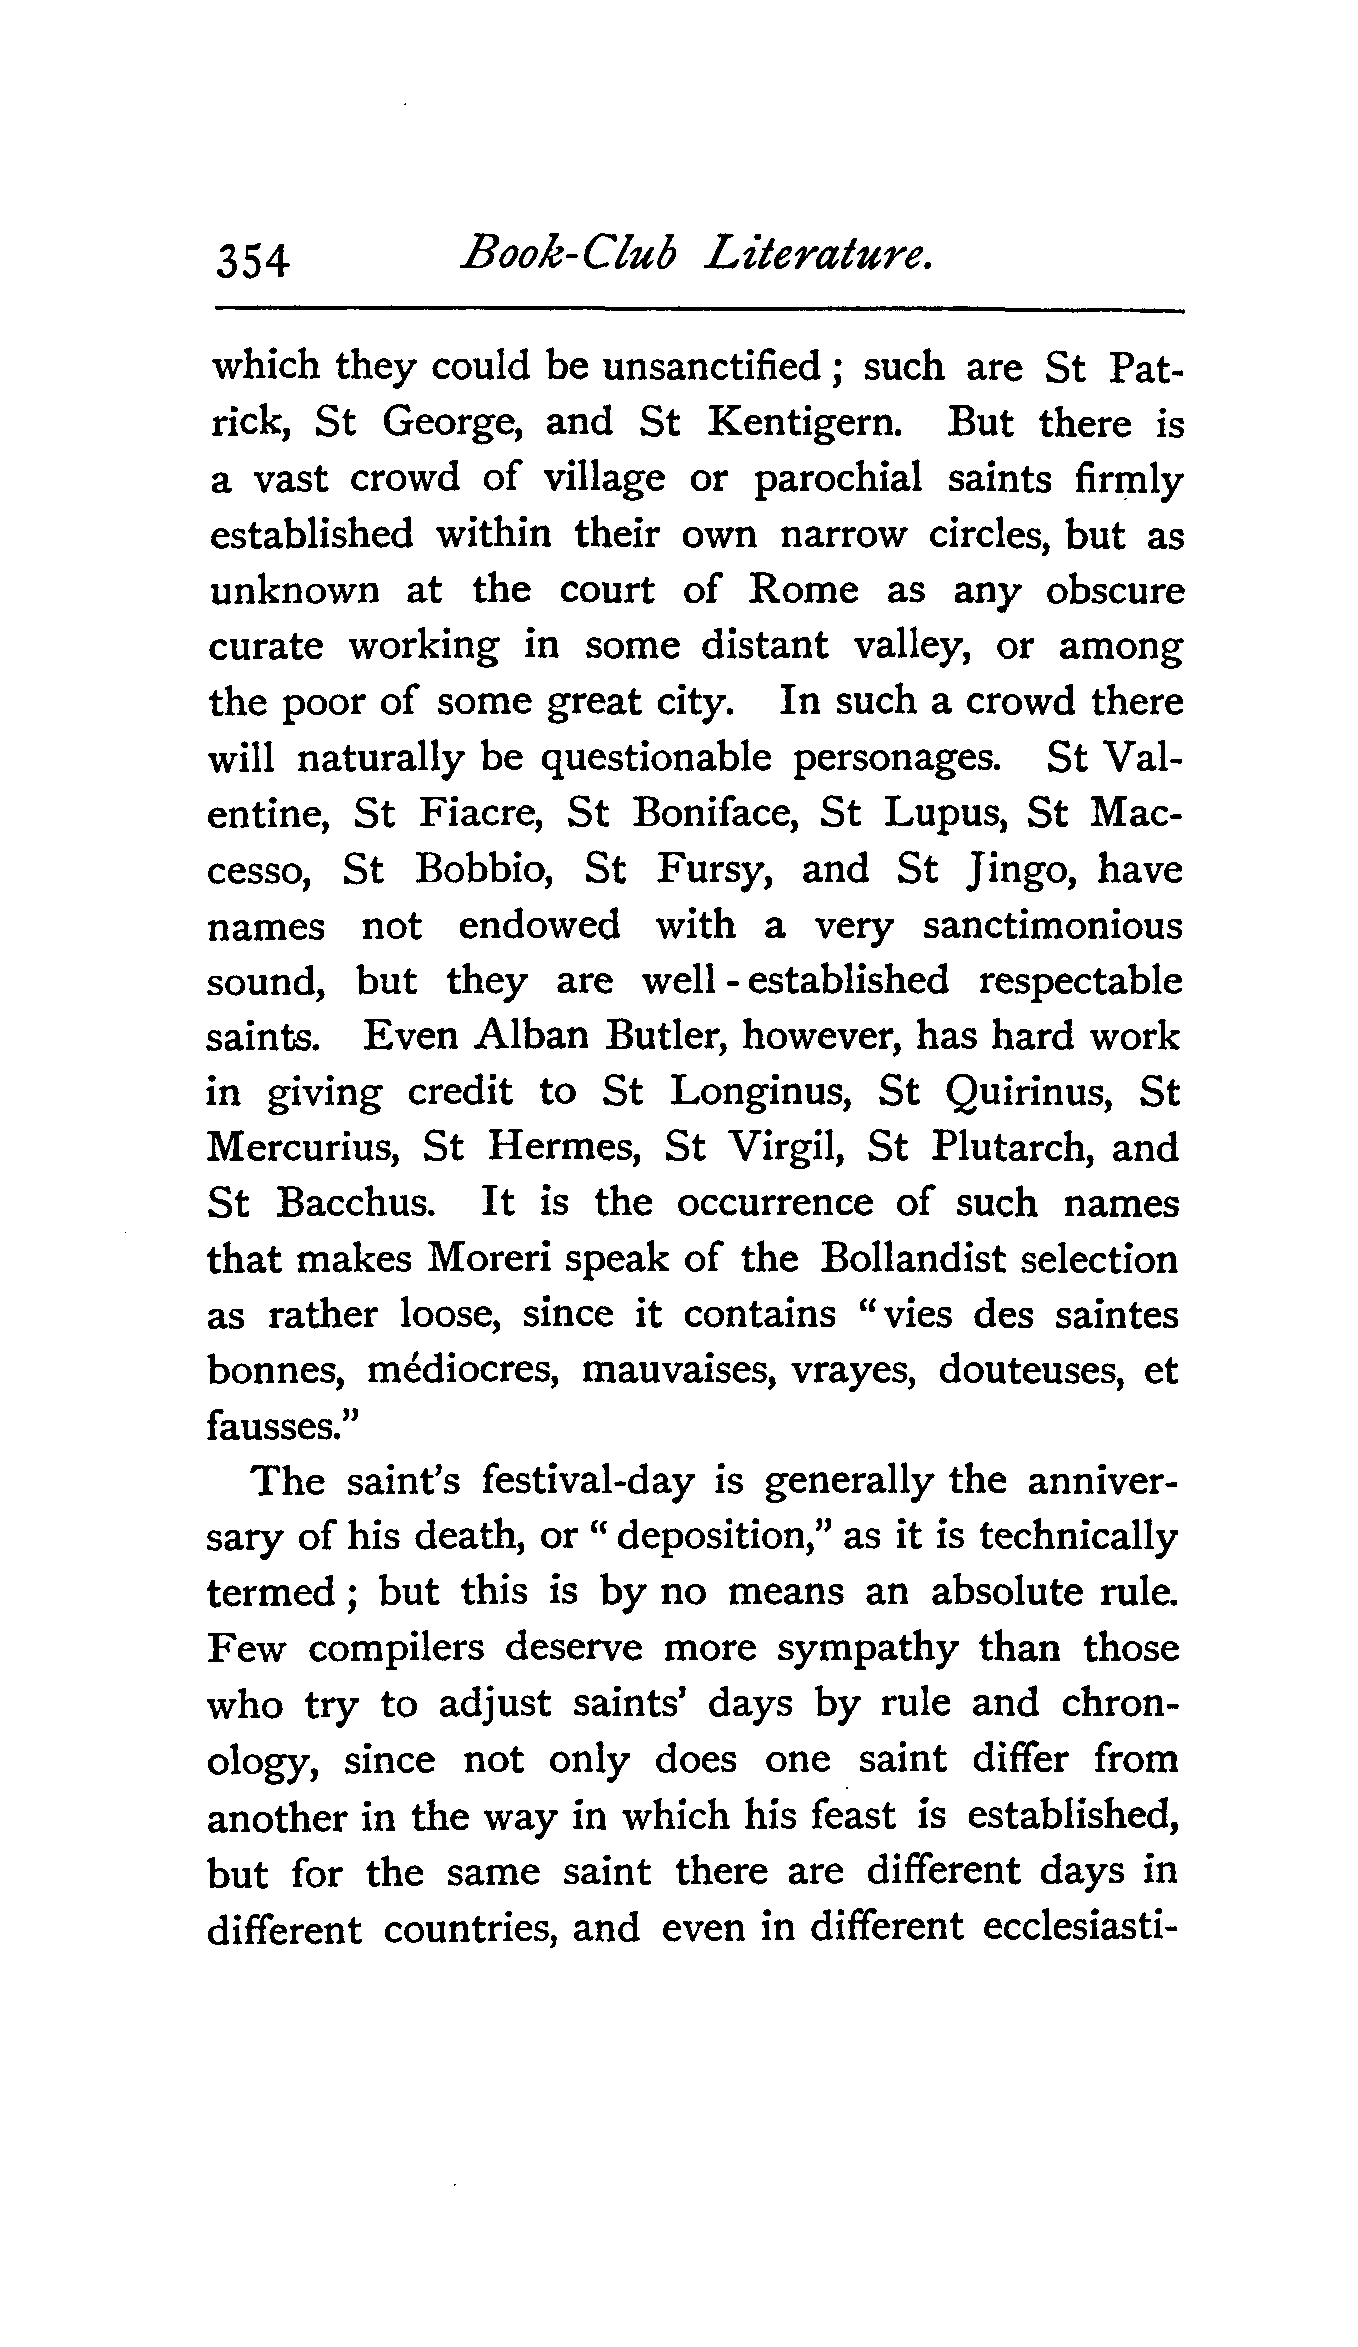 354 Book-Club Literature.
which they could be unsanctified ; such are St Pat-
rick, St George, and St Kentigern. But there is
a vast crowd of village or parochial saints firmly
established within their own narrow circles, but as
unknown at the court of Rome as any obscure
curate working in some distant valley, or among
the poor of some great city. In such a crowd there
will naturally be questionable personages. St Val-
entine, St Fiacre, St Boniface, St Lupus, St Mac-
cesso, St Bobbio, St Fursy, and St Jingo, have
names not endowed with a very sanctimonious
sound, but they are well - established respectable
saints. Even Alban Butler, however, has hard work
in giving credit to St Longinus, St Quirinus, St
Mercurius, St Hermes, St Virgil, St Plutarch, and
St Bacchus. It is the occurrence of such names
that makes Moreri speak of the Bollandist selection
as rather loose, since it contains “vies des saintes
bonnes, médiocres, mauvaises, vrayes, douteuses, et
fausses.”
The saint's festival-day is generally the anniver-
sary of his death, or “ deposition,” as it is technically
termed ; but this is by no means an absolute rule.
Few compilers deserve more sympathy than those
who try to adjust saints' days by rule and chron-
ology, since not only does one saint differ from
another in the way in which his feast is established,
but for the same saint there are different days in
different countries, and even in different ecclesiasti-